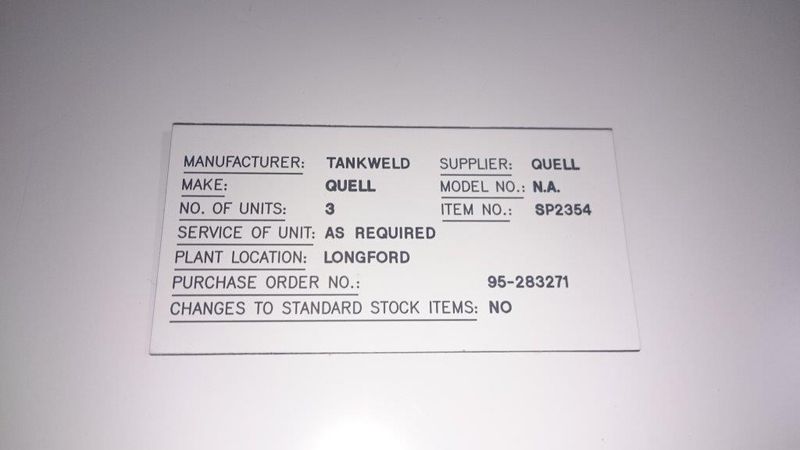 MANUFACTURER: TANKWELD SUPPLIER: QUELL
MAKE: QUELL MODEL NO.: N.A.
NO. OF UNITS: 3 ITEM NO.: SP2354
SERVICE OF UNIT: AS REQUIRED
PLANT LOCATION: LONGFORD
PURCHASE ORDER NO.: 95-283271
CHANGES TO STANDARD STOCK ITEMS: NO